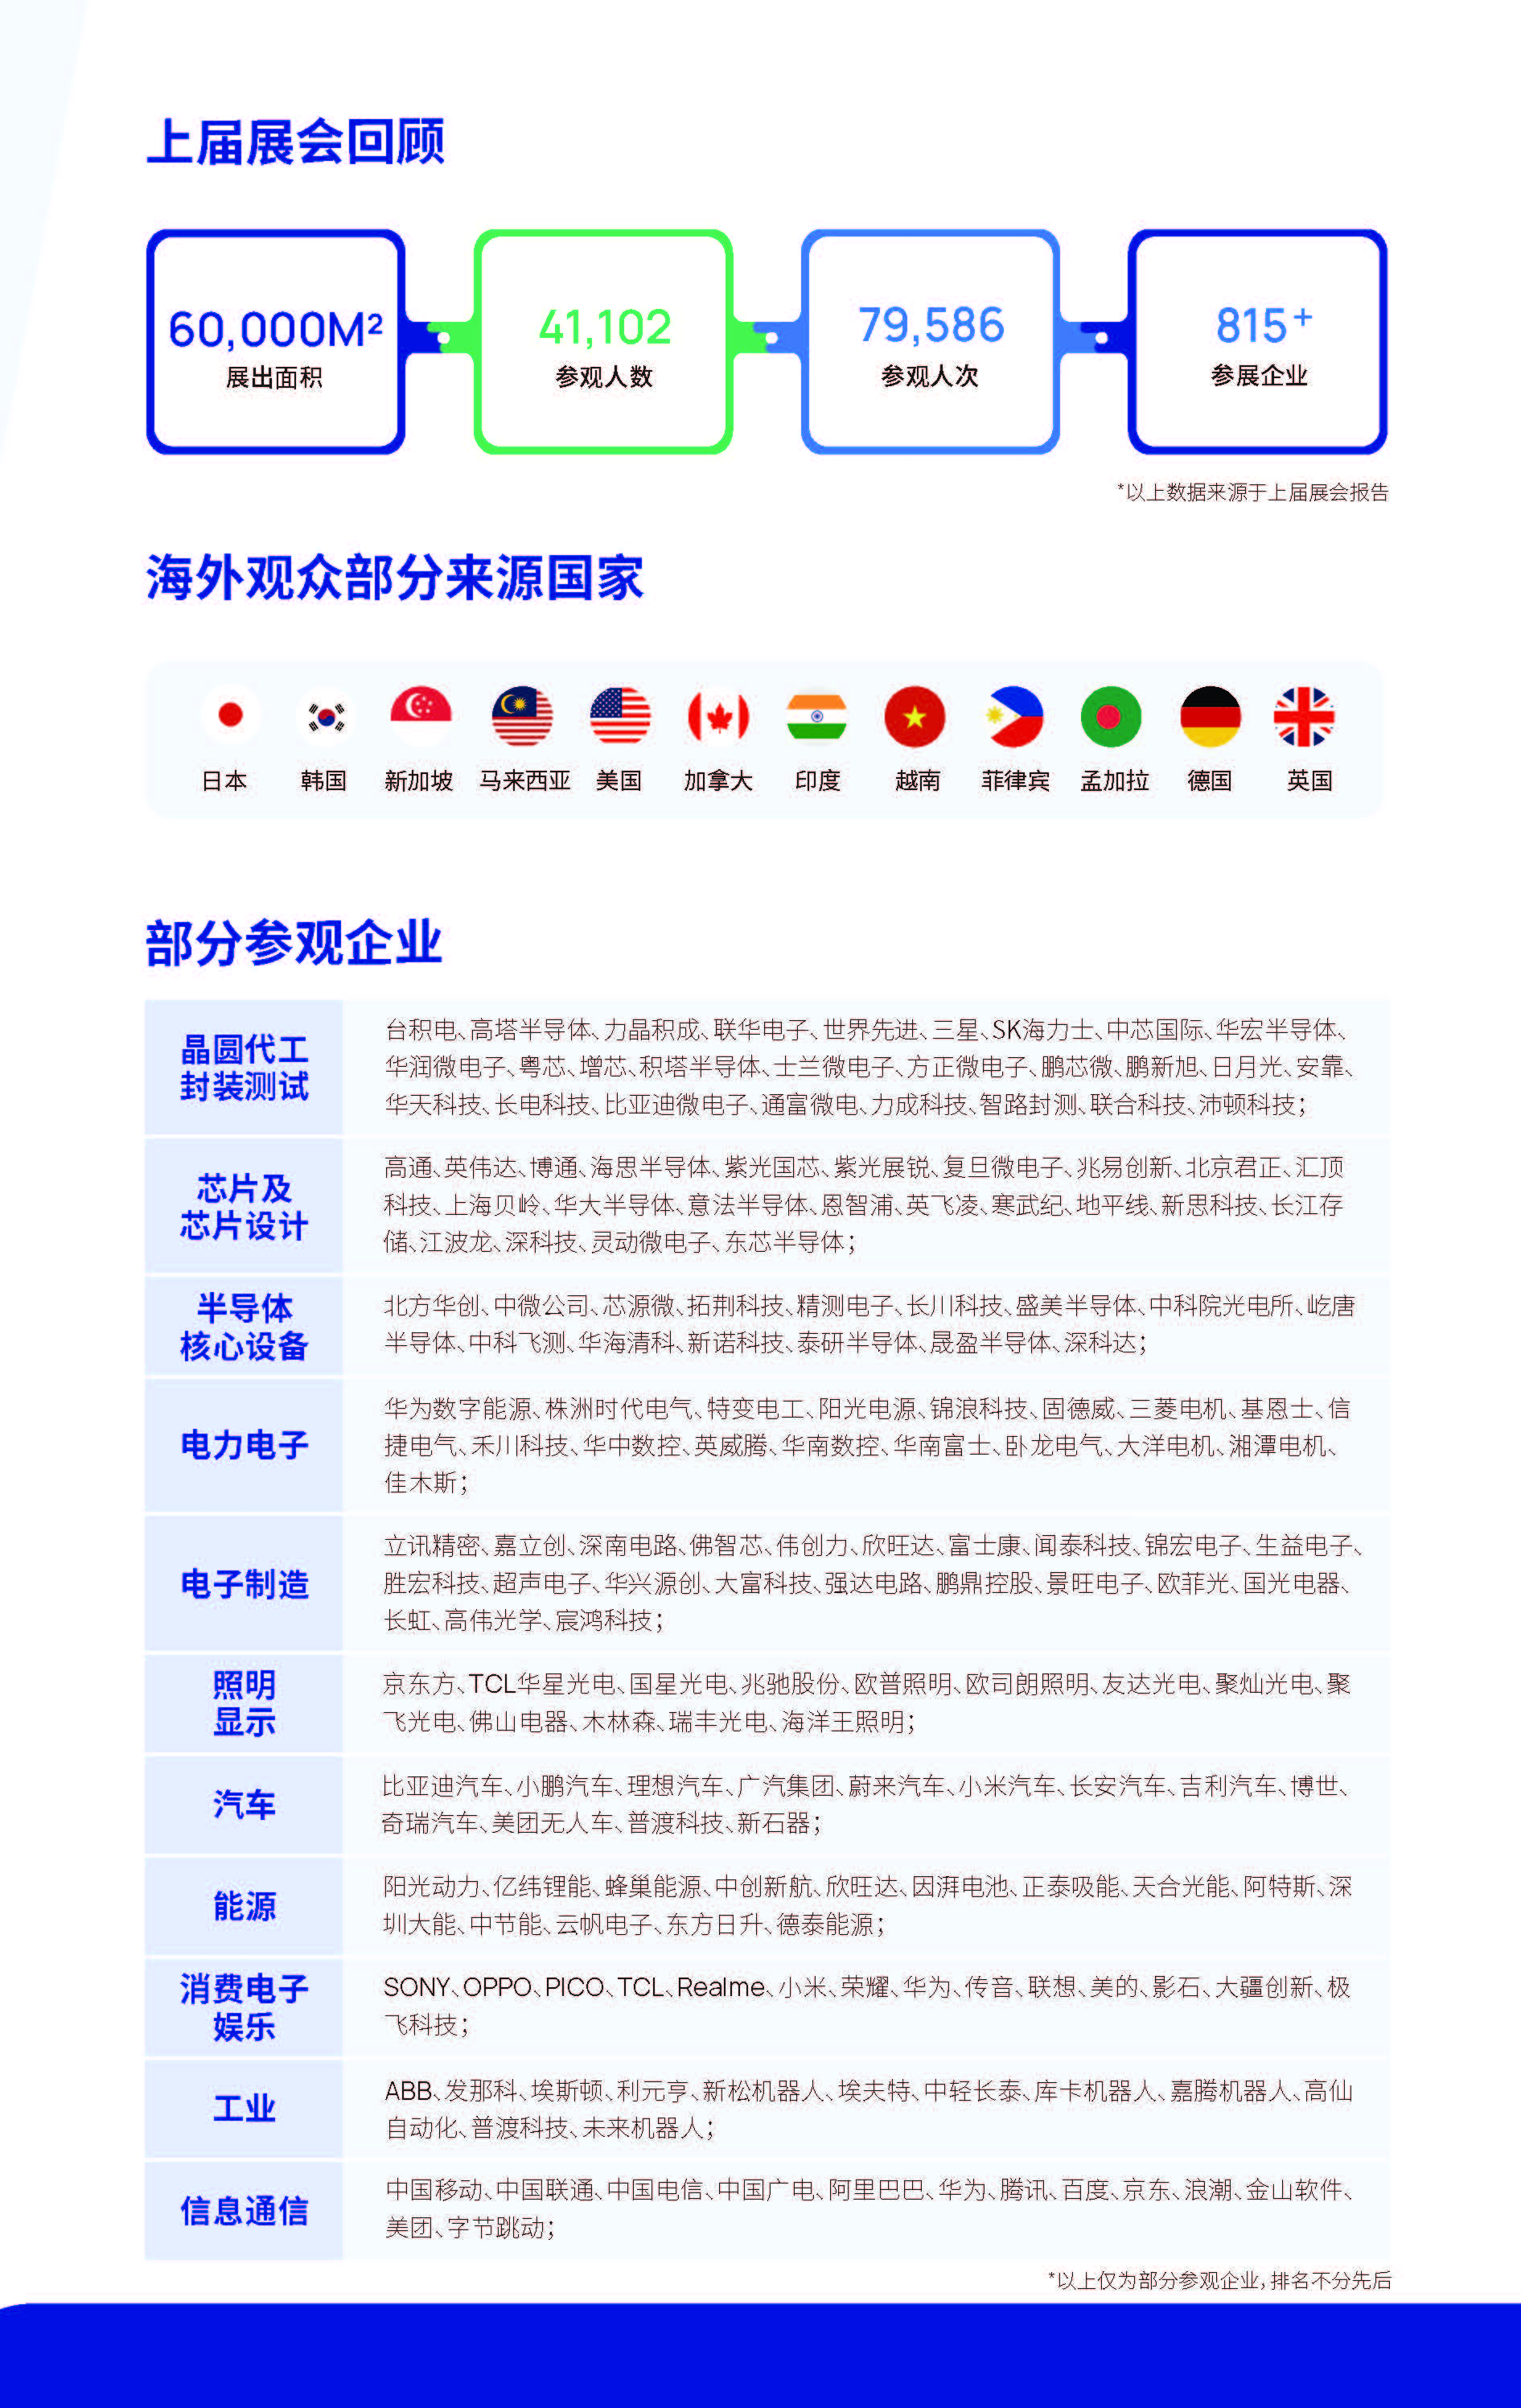 上届展会回顾
60,000M²
展出面积
41,102
参观人数
79,586
参观人次
815+
参展企业
*以上数据来源于上届展会报告
海外观众部分来源国家
日本 韩国 新加坡 马来西亚 美国 加拿大 印度 越南 菲律宾 孟加拉 德国 英国
部分参观企业
晶圆代工
封装测试
台积电、高塔半导体、力晶积成、联华电子、世界先进、三星、SK海力士、中芯国际、华宏半导体、
华润微电子、粤芯、增芯、积塔半导体、士兰微电子、方正微电子、鹏芯微、鹏新旭、日月光、安靠、
华天科技、长电科技、比亚迪微电子、通富微电、力成科技、智路封测、联合科技、沛顿科技；
芯片及
芯片设计
高通、英伟达、博通、海思半导体、紫光国芯、紫光展锐、复旦微电子、兆易创新、北京君正、汇顶
科技、上海贝岭、华大半导体、意法半导体、恩智浦、英飞凌、寒武纪、地平线、新思科技、长江存
储、江波龙、深科技、灵动微电子、东芯半导体；
半导体
核心设备
北方华创、中微公司、芯源微、拓荆科技、精测电子、长川科技、盛美半导体、中科院光电所、屹唐
半导体、中科飞测、华海清科、新诺科技、泰研半导体、晟盈半导体、深科达；
电力电子
华为数字能源、株洲时代电气、特变电工、阳光电源、锦浪科技、固德威、三菱电机、基恩士、信
捷电气、禾川科技、华中数控、英威腾、华南数控、华南富士、卧龙电气、大洋电机、湘潭电机、
佳木斯；
电子制造
立讯精密、嘉立创、深南电路、佛智芯、伟创力、欣旺达、富士康、闻泰科技、锦宏电子、生益电子、
胜宏科技、超声电子、华兴源创、大富科技、强达电路、鹏鼎控股、景旺电子、欧菲光、国光电器、
长虹、高伟光学、宸鸿科技；
照明
显示
京东方、TCL华星光电、国星光电、兆驰股份、欧普照明、欧司朗照明、友达光电、聚灿光电、聚
飞光电、佛山电器、木林森、瑞丰光电、海洋王照明；
汽车
比亚迪汽车、小鹏汽车、理想汽车、广汽集团、蔚来汽车、小米汽车、长安汽车、吉利汽车、博世、
奇瑞汽车、美团无人车、普渡科技、新石器；
能源
阳光动力、亿纬锂能、蜂巢能源、中创新航、欣旺达、因湃电池、正泰吸能、天合光能、阿特斯、深
圳大能、中节能、云帆电子、东方日升、德泰能源；
消费电子
娱乐
SONY、OPPO、PICO、TCL、Realme、小米、荣耀、华为、传音、联想、美的、影石、大疆创新、极
飞科技；
工业
ABB、发那科、埃斯顿、利元亨、新松机器人、埃夫特、中轻长泰、库卡机器人、嘉腾机器人、高仙
自动化、普渡科技、未来机器人；
信息通信
中国移动、中国联通、中国电信、中国广电、阿里巴巴、华为、腾讯、百度、京东、浪潮、金山软件、
美团、字节跳动；
*以上仅为部分参观企业，排名不分先后